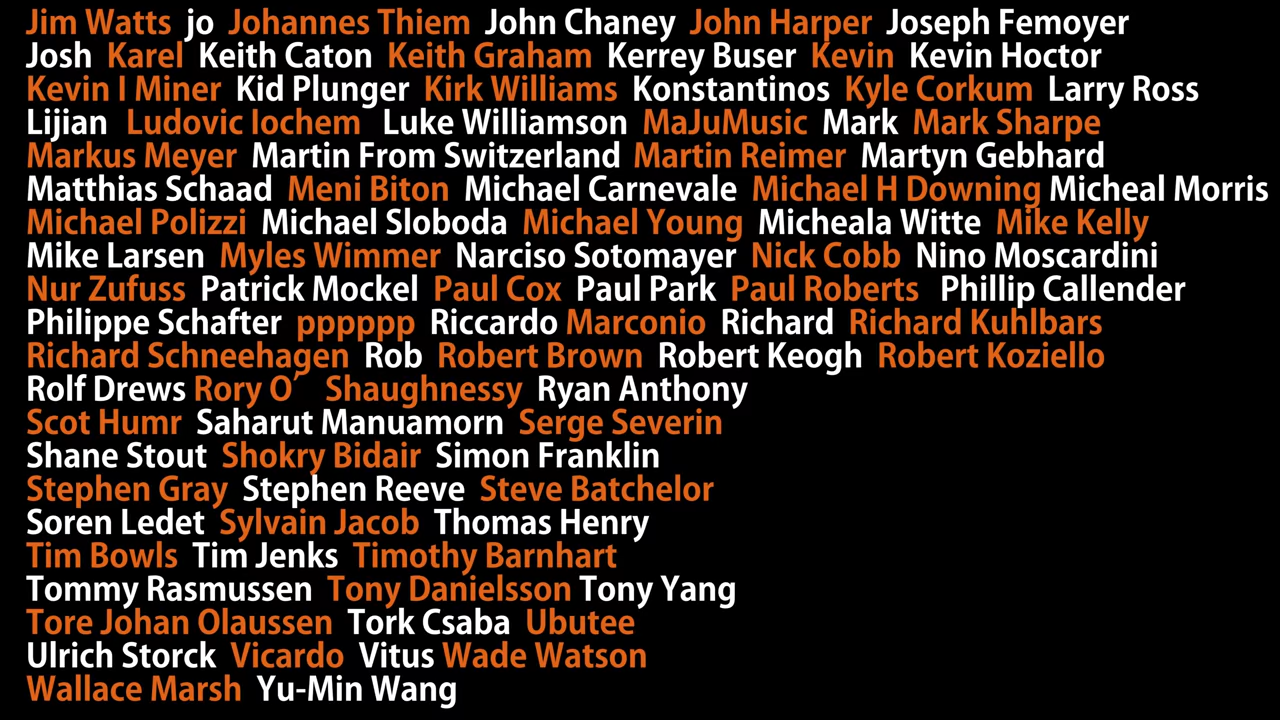 Jim Watts jo Johannes Thiem John Chaney John Harper Joseph Femoyer
Josh Karel Keith Caton Keith Graham Kerrey Buser Kevin Kevin Hoctor
Kevin I Miner Kid Plunger Kirk Williams Konstantinos Kyle Corkum Larry Ross
Lijian Ludovic Iochem Luke Williamson MaJuMusic Mark Mark Sharpe
Markus Meyer Martin From Switzerland Martin Reimer Martyn Gebhard
Matthias Schaad Meni Biton Michael Carnevale Michael H Downing Micheal Morris
Michael Polizzi Michael Sloboda Michael Young Micheala Witte Mike Kelly
Mike Larsen Myles Wimmer Narciso Sotomayer Nick Cobb Nino Moscardini
Nur Zufuss Patrick Mockel Paul Cox Paul Park Paul Roberts Phillip Callender
Philippe Schafter pppppp Riccardo Marconio Richard Richard Kuhlbars
Richard Schneehagen Rob Robert Brown Robert Keogh Robert Koziello
Rolf Drews Rory O′ Shaughnessy Ryan Anthony
Scot Humr Saharut Manuamorn Serge Severin
Shane Stout Shokry Bidair Simon Franklin
Stephen Gray Stephen Reeve Steve Batchelor
Soren Ledet Sylvain Jacob Thomas Henry
Tim Bowls Tim Jenks Timothy Barnhart
Tommy Rasmussen Tony Danielsson Tony Yang
Tore Johan Olaussen Tork Csaba Ubutee
Ulrich Storck Vicardo Vitus Wade Watson
Wallace Marsh Yu-Min Wang